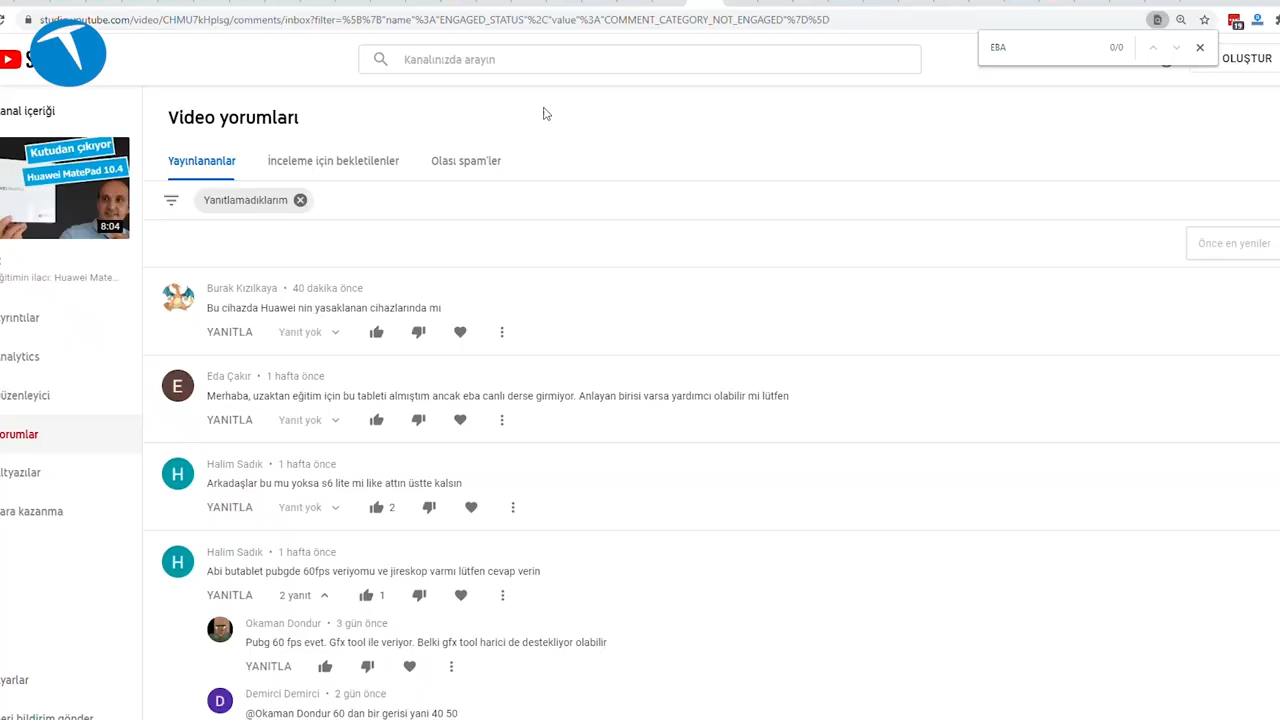 studio.youtube.com/video/CHMU7kHplsg/comments/inbox?filter=%5B%7B"name"%3A"ENGAGED_STATUS"%2C"value"%3A"COMMENT_CATEGORY_NOT_ENGAGED"%7D%5D
19
EBA
0/0
Kanalınızda arayın
OLUŞTUR
anal içeriği
Kutudan çıkıyor
Huawei MatePad 10.4
8:04
ğitimin ilacı: Huawei Mate...
yrıntılar
nalytics
üzenleyici
orumlar
ltyazılar
ara kazanma
yarlar
eri bildirim gönder
Video yorumları
Yayınlananlar
İnceleme için bekletilenler
Olası spam'ler
Yanıtlamadıklarım
Önce en yeniler
Burak Kızılkaya • 40 dakika önce
Bu cihazda Huawei nin yasaklanan cihazlarında mı
YANITLA Yanıt yok
E
Eda Çakır • 1 hafta önce
Merhaba, uzaktan eğitim için bu tableti almıştım ancak eba canlı derse girmiyor. Anlayan birisi varsa yardımcı olabilir mi lütfen
YANITLA Yanıt yok
H
Halim Sadık • 1 hafta önce
Arkadaşlar bu mu yoksa s6 lite mi like attın üstte kalsın
YANITLA Yanıt yok 2
H
Halim Sadık • 1 hafta önce
Abi butablet pubgde 60fps veriyomu ve jireskop varmı lütfen cevap verin
YANITLA 2 yanıt 1
Okaman Dondur • 3 gün önce
Pubg 60 fps evet. Gfx tool ile veriyor. Belki gfx tool harici de destekliyor olabilir
YANITLA
D
Demirci Demirci • 2 gün önce
@Okaman Dondur 60 dan bir gerisi yani 40 50